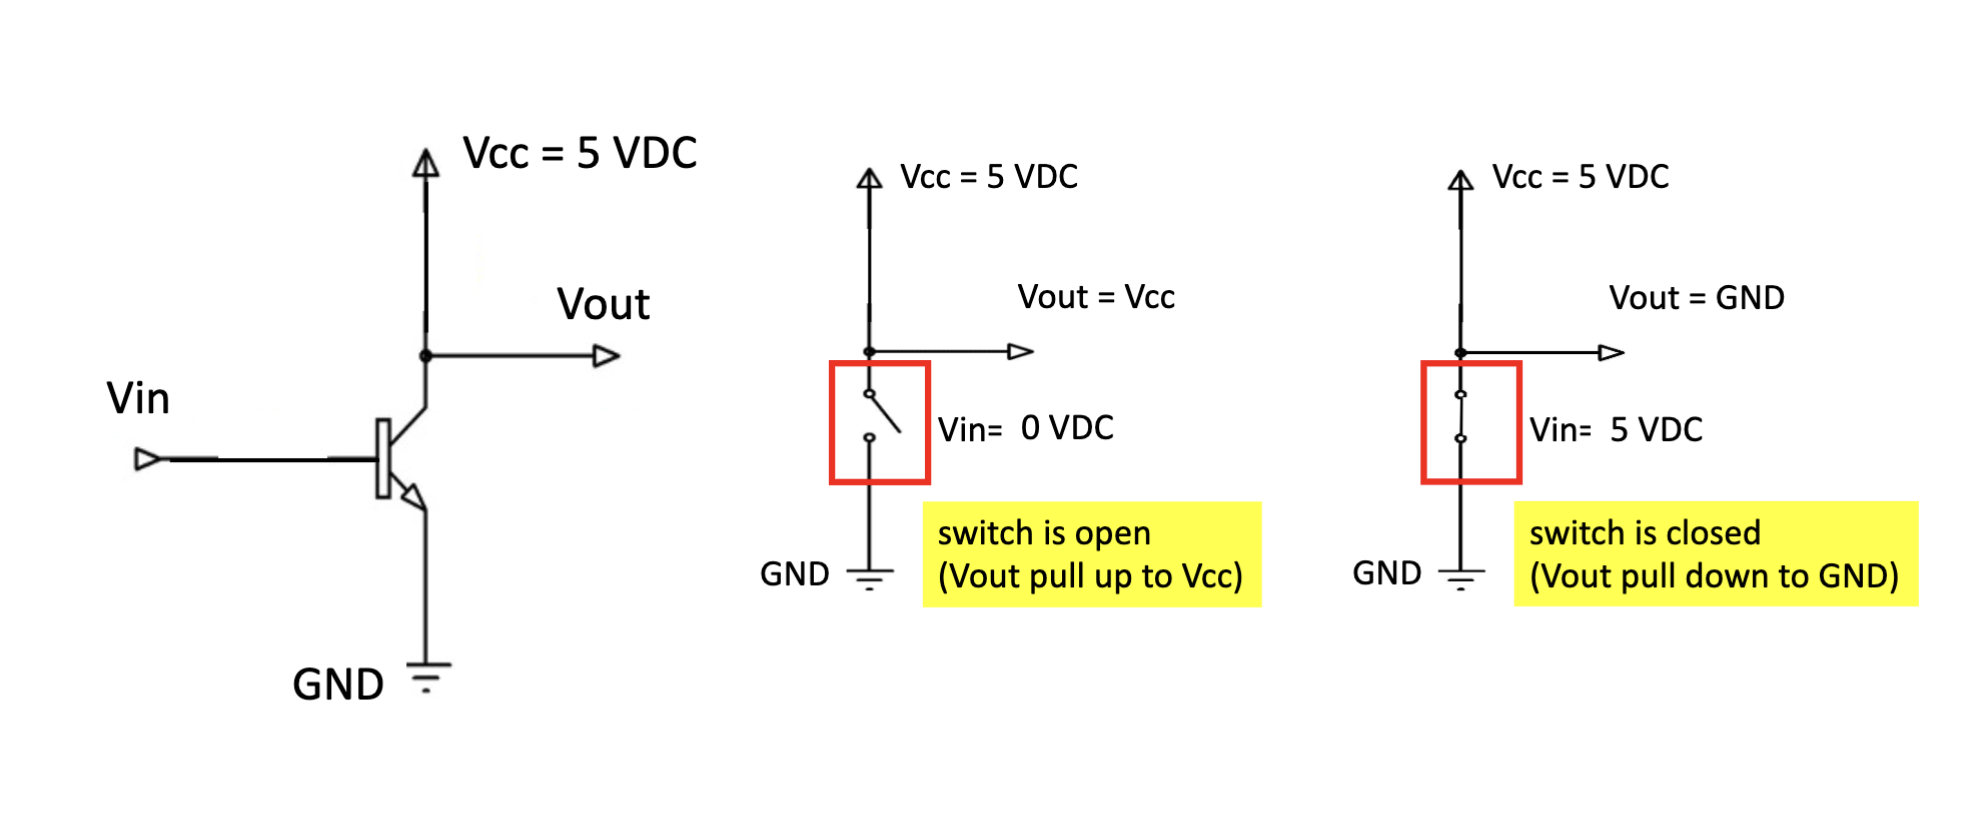 Vcc = 5 VDC
Vout
Vin
GND
Vcc = 5 VDC
Vout = Vcc
Vin= 0 VDC
switch is open
(Vout pull up to Vcc)
GND
Vcc = 5 VDC
Vout = GND
Vin= 5 VDC
switch is closed
(Vout pull down to GND)
GND